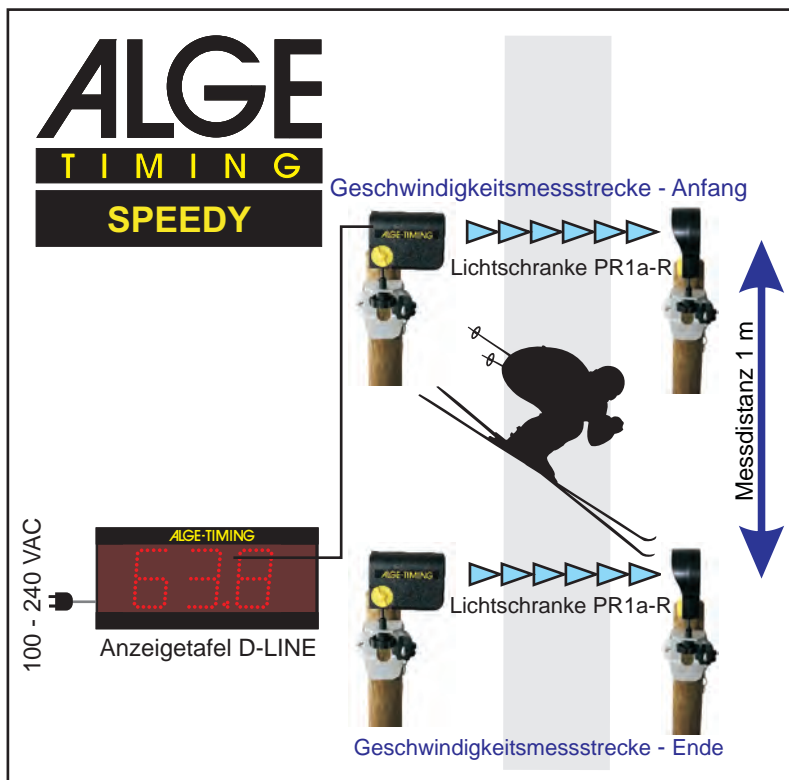 ALGE
TIMING
SPEEDY
Geschwindigkeitsmessstrecke - Anfang
ALGE-TIMING
Lichtschranke PR1a-R
Messdistanz 1 m
100 - 240 VAC
ALGE-TIMING
63.8
Anzeigetafel D-LINE
ALGE-TIMING
Lichtschranke PR1a-R
Geschwindigkeitsmessstrecke - Ende